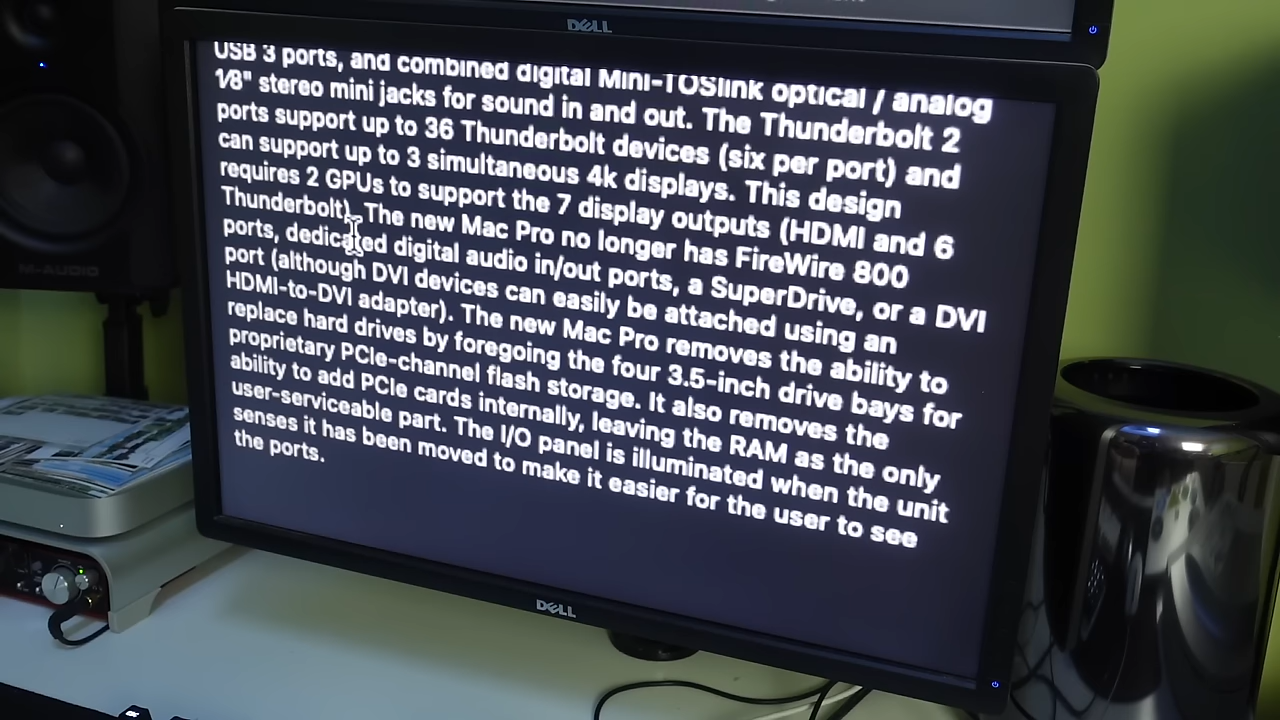 DELL
USB 3 ports, and combined digital Mini-TOSlink optical / analog
1/8" stereo mini jacks for sound in and out. The Thunderbolt 2
ports support up to 36 Thunderbolt devices (six per port) and
can support up to 3 simultaneous 4k displays. This design
requires 2 GPUs to support the 7 display outputs (HDMI and 6
Thunderbolt). The new Mac Pro no longer has FireWire 800
ports, dedicated digital audio in/out ports, a SuperDrive, or a DVI
port (although DVI devices can easily be attached using an
HDMI-to-DVI adapter). The new Mac Pro removes the ability to
replace hard drives by foregoing the four 3.5-inch drive bays for
proprietary PCIe-channel flash storage. It also removes the
ability to add PCIe cards internally, leaving the RAM as the only
user-serviceable part. The I/O panel is illuminated when the unit
senses it has been moved to make it easier for the user to see
the ports.
M-AUDIO
DELL